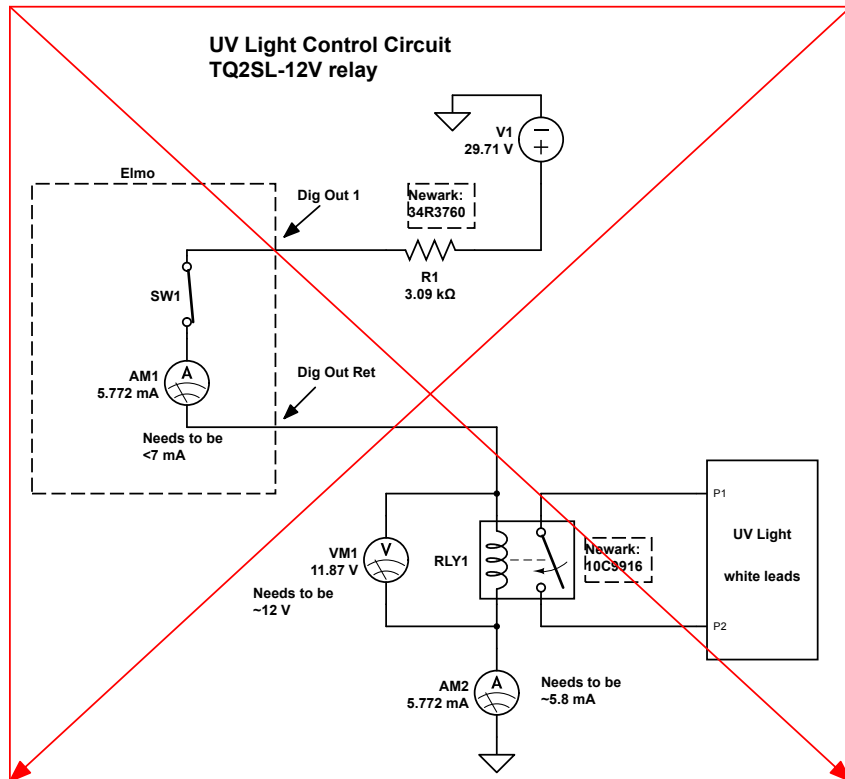 UV Light Control Circuit
TQ2SL-12V relay
V1
29.71 V
Elmo
Dig Out 1
Newark:
34R3760
R1
3.09 kΩ
SW1
A
AM1
5.772 mA
Dig Out Ret
Needs to be
<7 mA
P1
UV Light
white leads
P2
V
VM1
11.87 V
RLY1
Newark:
10C9916
Needs to be
~12 V
A
AM2
5.772 mA
Needs to be
~5.8 mA